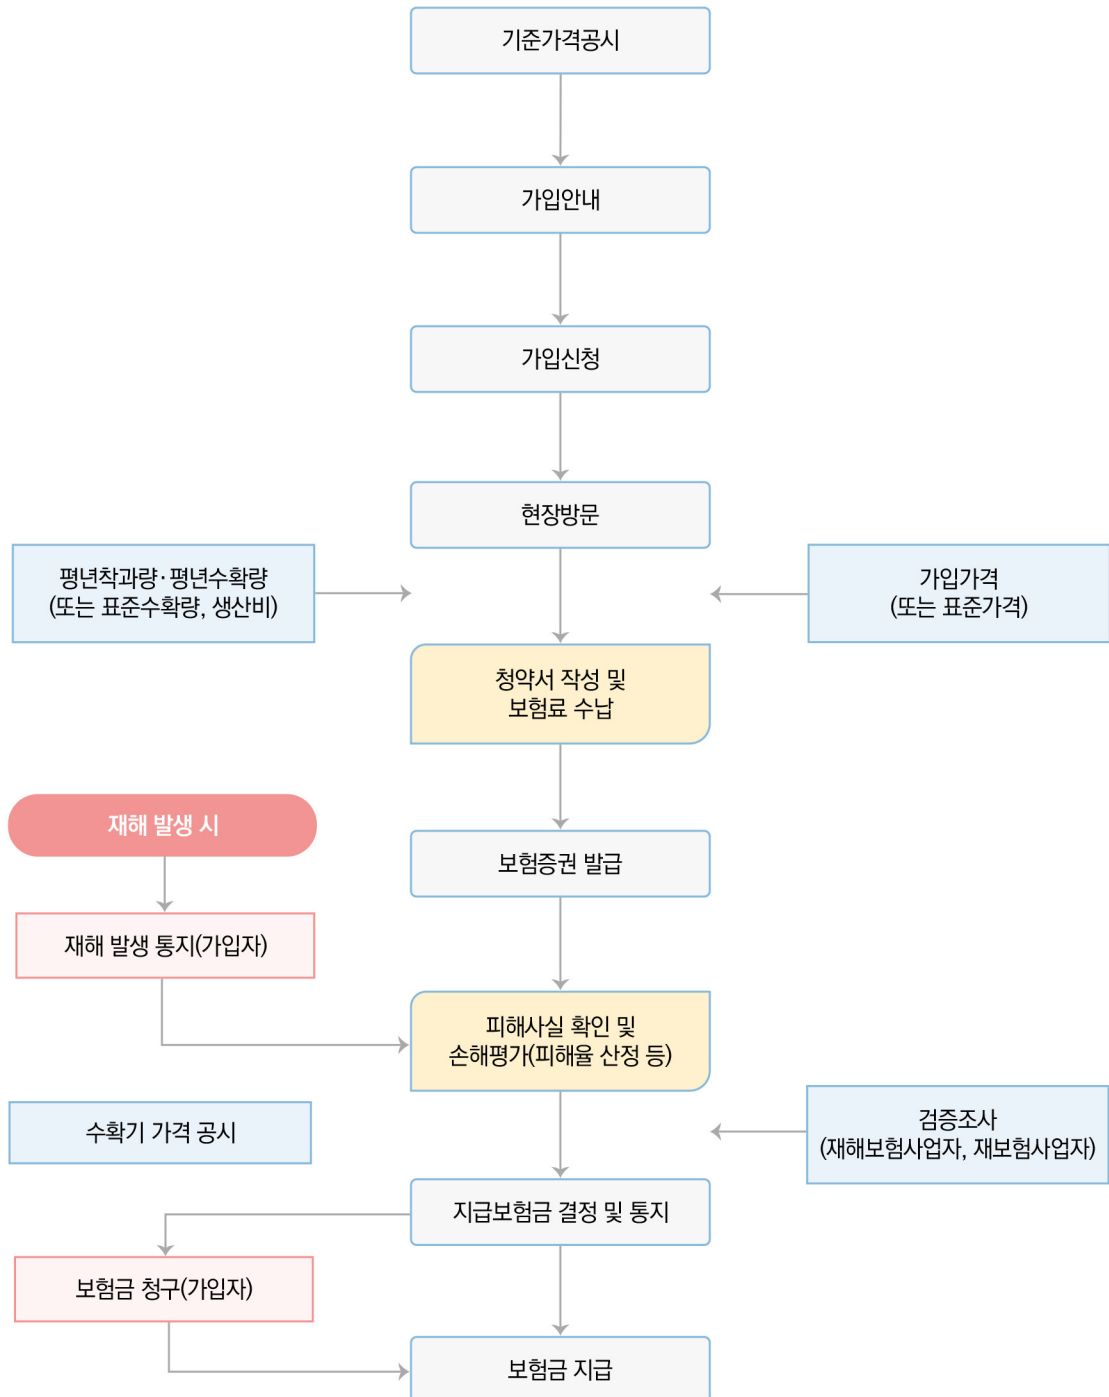 기준가격공시
가입안내
가입신청
현장방문
평년착과량·평년수확량
(또는 표준수확량, 생산비)
가입가격
(또는 표준가격)
청약서 작성 및
보험료 수납
재해 발생 시
보험증권 발급
재해 발생 통지(가입자)
피해사실 확인 및
손해평가(피해율 산정 등)
수확기 가격 공시
검증조사
(재해보험사업자, 재보험사업자)
지급보험금 결정 및 통지
보험금 청구(가입자)
보험금 지급